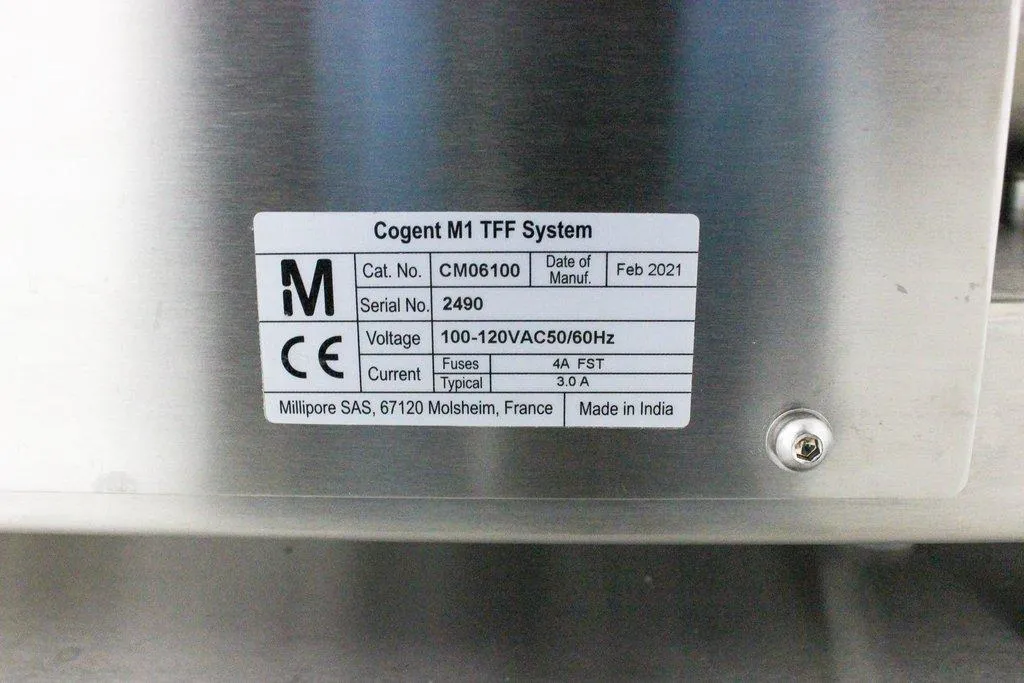 Cogent M1 TFF System
M
Cat. No. CM06100 Date of Manuf. Feb 2021
Serial No. 2490
CE
Voltage 100-120VAC50/60Hz
Current Fuses 4A FST
Typical 3.0 A
Millipore SAS, 67120 Molsheim, France Made in India